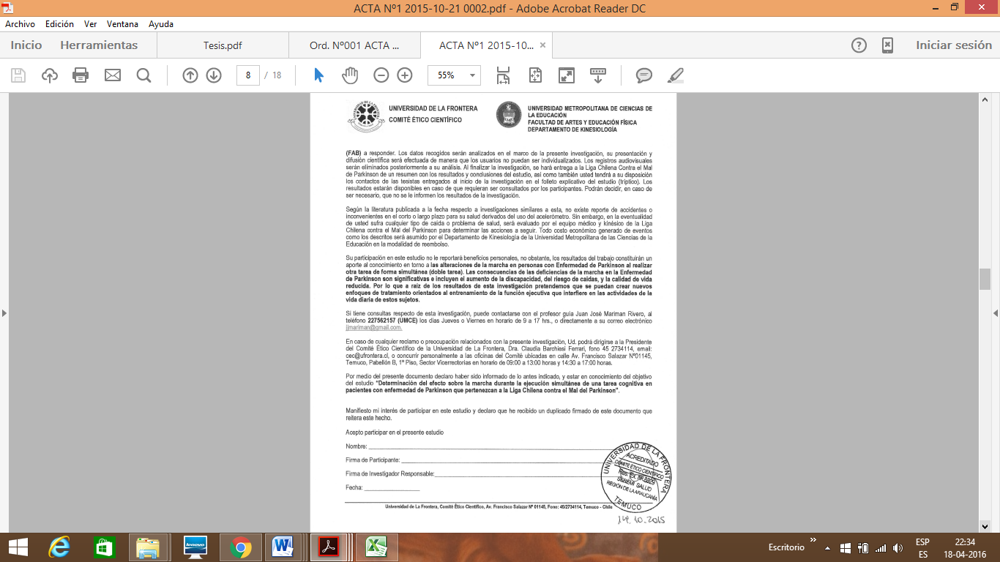 ACTA Nº1 2015-10-21 0002.pdf - Adobe Acrobat Reader DC
Archivo Edición Ver Ventana Ayuda
Inicio Herramientas Tesis.pdf Ord. Nº001 ACTA ... ACTA Nº1 2015-10... Iniciar sesión
8 / 18 55%
UNIVERSIDAD DE LA FRONTERA
COMITÉ ÉTICO CIENTÍFICO
UNIVERSIDAD METROPOLITANA DE CIENCIAS DE
LA EDUCACIÓN
FACULTAD DE ARTES Y EDUCACIÓN FÍSICA
DEPARTAMENTO DE KINESIOLOGÍA
(FAB) a responder. Los datos recogidos serán analizados en el marco de la presente investigación, su presentación y
difusión científica será efectuada de manera que los usuarios no puedan ser individualizados. Los registros audiovisuales
serán eliminados posteriormente a su análisis. Al finalizar la investigación, se hará entrega a la Liga Chilena Contra el Mal
de Parkinson de un resumen con los resultados y conclusiones del estudio, así como también usted tendrá a su disposición
los contactos de las tesistas entregados al inicio de la investigación en el folleto explicativo del estudio (tríptico). Los
resultados estarán disponibles en caso de que requieran ser consultados por los participantes. Podrán decidir, en caso de
ser necesario, que no se le informen los resultados de la investigación.
Según la literatura publicada a la fecha respecto a investigaciones similares a esta, no existe reporte de accidentes o
inconvenientes en el corto o largo plazo para su salud derivados del uso del acelerómetro. Sin embargo, en la eventualidad
de usted sufra cualquier tipo de caída o problema de salud, será evaluado por el equipo médico y kinésico de la Liga
Chilena contra el Mal del Parkinson para determinar las acciones a seguir. Todo costo económico generado de eventos
como los descritos será asumido por el Departamento de Kinesiología de la Universidad Metropolitana de las Ciencias de la
Educación en la modalidad de reembolso.
Su participación en este estudio no le reportará beneficios personales, no obstante, los resultados del trabajo constituirán un
aporte al conocimiento en torno a las alteraciones de la marcha en personas con Enfermedad de Parkinson al realizar
otra tarea de forma simultánea (doble tarea). Las consecuencias de las deficiencias de la marcha en la Enfermedad
de Parkinson son significativas e incluyen el aumento de la discapacidad, del riesgo de caídas, y la calidad de vida
reducida. Por lo que a raíz de los resultados de esta investigación pretendemos que se puedan crear nuevos
enfoques de tratamiento orientados al entrenamiento de la función ejecutiva que interfiere en las actividades de la
vida diaria de estos sujetos.
Si tiene consultas respecto de esta investigación, puede contactarse con el profesor guía Juan José Mariman Rivero, al
teléfono 227562157 (UMCE) los días Jueves o Viernes en horario de 9 a 17 hrs., o directamente a su correo electrónico
jjmariman@gmail.com.
En caso de cualquier reclamo o preocupación relacionados con la presente investigación, Ud. podrá dirigirse a la Presidente
del Comité Ético Científico de la Universidad de La Frontera, Dra. Claudia Barchiesi Ferrari, fono 45 2734114, email:
cec@ufrontera.cl, o concurrir personalmente a las oficinas del Comité ubicadas en calle Av. Francisco Salazar Nº01145,
Temuco, Pabellón B, 1º Piso, Sector Vicerrectorías en horario de 09:00 a 13:00 horas y 14:30 a 17:00 horas.
Por medio del presente documento declaro haber sido informado de lo antes indicado, y estar en conocimiento del objetivo
del estudio "Determinación del efecto sobre la marcha durante la ejecución simultánea de una tarea cognitiva en
pacientes con enfermedad de Parkinson que pertenezcan a la Liga Chilena contra el Mal del Parkinson".
Manifiesto mi interés de participar en este estudio y declaro que he recibido un duplicado firmado de este documento que
reitera este hecho.
Acepto participar en el presente estudio
Nombre:
Firma de Participante:
Firma de Investigador Responsable:
Fecha:
UNIVERSIDAD DE LA FRONTERA
ACREDITADO
COMITÉ ÉTICO CIENTÍFICO
SEREMI SALUD
REGIÓN DE LA ARAUCANÍA
TEMUCO
Universidad de La Frontera, Comité Ético Científico, Av. Francisco Salazar Nº 01145, Fono: 45/2734114, Temuco - Chile
14.10.2015
Escritorio ESP 22:34
ES 18-04-2016